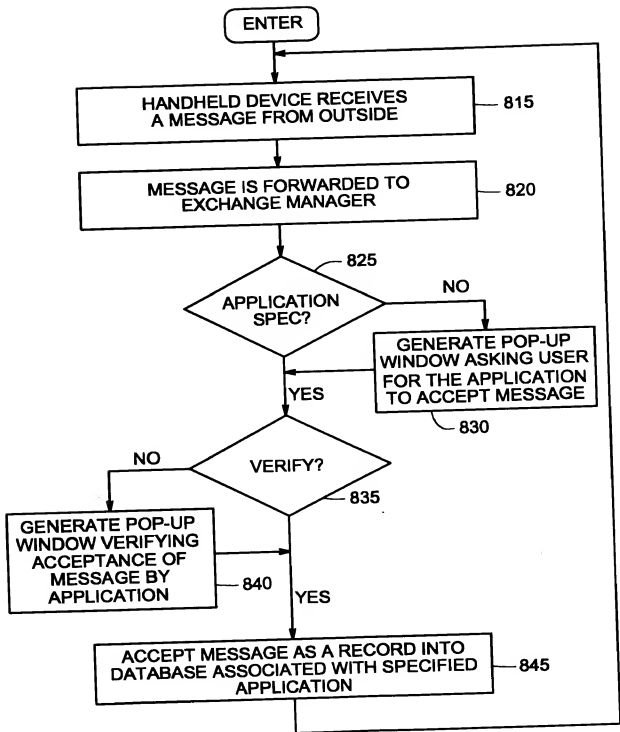 ENTER
HANDHELD DEVICE RECEIVES
A MESSAGE FROM OUTSIDE
815
MESSAGE IS FORWARDED TO
EXCHANGE MANAGER
820
825
APPLICATION
SPEC?
NO
GENERATE POP-UP
WINDOW ASKING USER
FOR THE APPLICATION
TO ACCEPT MESSAGE
830
YES
VERIFY?
835
NO
GENERATE POP-UP
WINDOW VERIFYING
ACCEPTANCE OF
MESSAGE BY
APPLICATION
840
YES
ACCEPT MESSAGE AS A RECORD INTO
DATABASE ASSOCIATED WITH SPECIFIED
APPLICATION
845